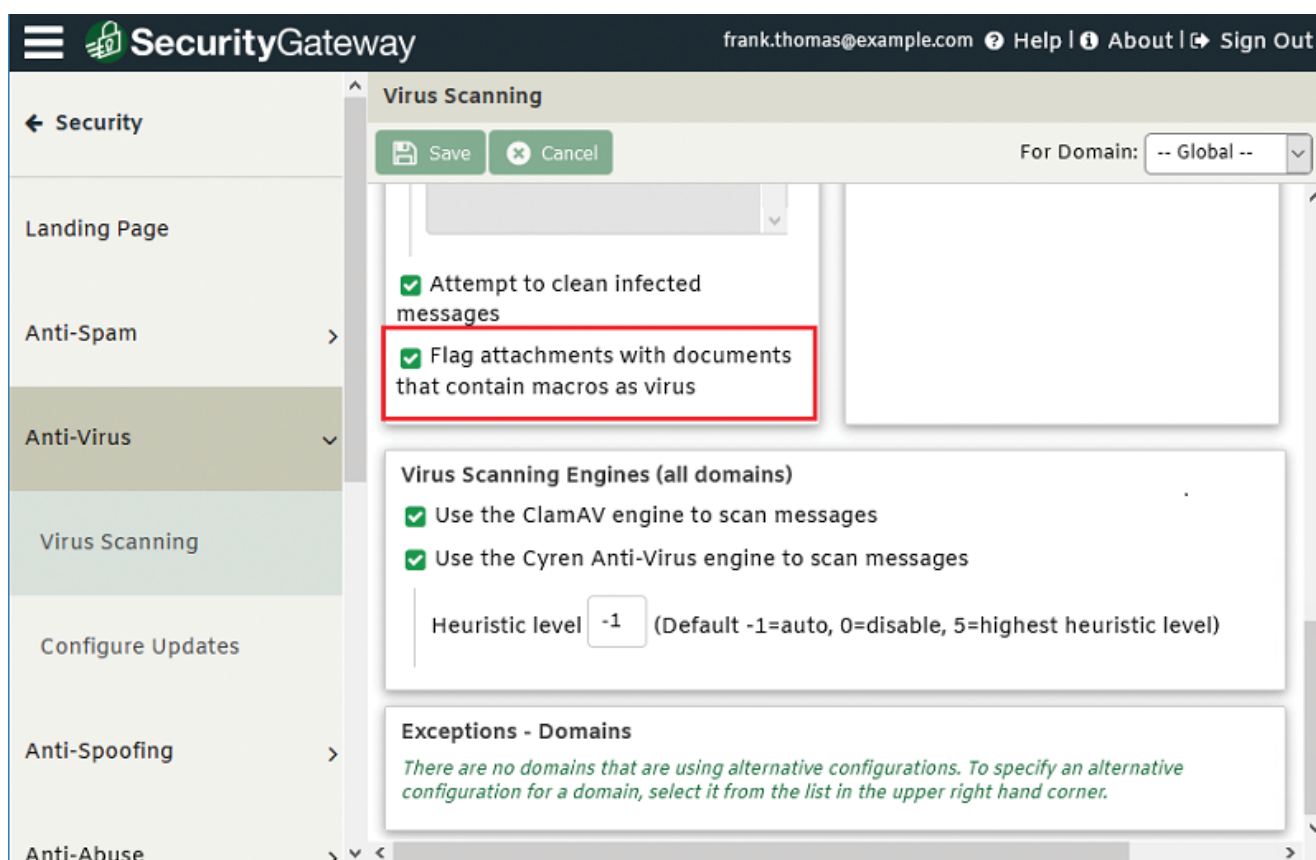 SecurityGateway
frank.thomas@example.com Help | About | Sign Out
Security
Landing Page
Anti-Spam
Anti-Virus
Virus Scanning
Configure Updates
Anti-Spoofing
Anti-Abuse
Virus Scanning
Save Cancel For Domain: -- Global --
Attempt to clean infected
messages
Flag attachments with documents
that contain macros as virus
Virus Scanning Engines (all domains)
Use the ClamAV engine to scan messages
Use the Cyren Anti-Virus engine to scan messages
Heuristic level -1 (Default -1=auto, 0=disable, 5=highest heuristic level)
Exceptions - Domains
There are no domains that are using alternative configurations. To specify an alternative
configuration for a domain, select it from the list in the upper right hand corner.